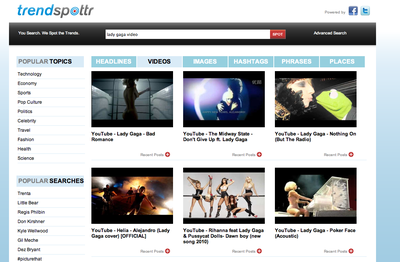 trendspottr
Powered by
You Search. We Spot the Trends.
lady gaga video
SPOT
Advanced Search
POPULAR TOPICS
Technology
Economy
Sports
Pop Culture
Politics
Celebrity
Travel
Fashion
Health
Science
POPULAR SEARCHES
Trenta
Little Bear
Regis Philbin
Don Kirshner
Kyle Wellwood
Gil Meche
Dez Bryant
#picturethat
HEADLINES
VIDEOS
IMAGES
HASHTAGS
PHRASES
PLACES
YouTube - Lady Gaga - Bad
Romance
Recent Posts
YouTube - The Midway State -
Don't Give Up ft. Lady Gaga
Recent Posts
YouTube - Lady Gaga - Nothing On
(But The Radio)
Recent Posts
YouTube - Helia - Alejandro (Lady
Gaga cover) [OFFICIAL]
Recent Posts
YouTube - Rihanna feat Lady Gaga
& Pussycat Dolls- Dawn boy (new
song 2010)
Recent Posts
YouTube - Lady Gaga - Poker Face
(Acoustic)
Recent Posts